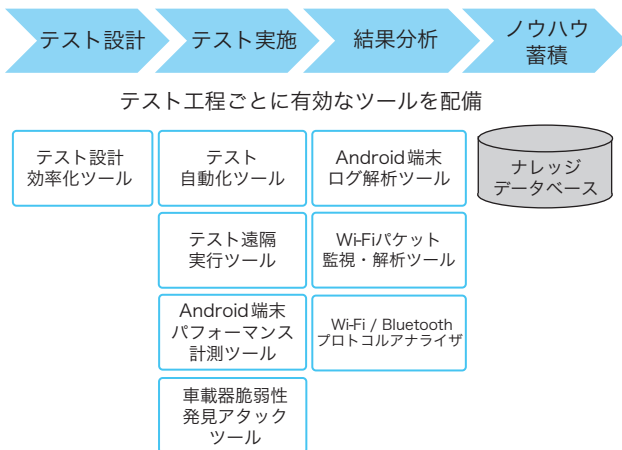 テスト設計
テスト実施
結果分析
ノウハウ
蓄積
テスト工程ごとに有効なツールを配備
テスト設計
効率化ツール
テスト
自動化ツール
Android端末
ログ解析ツール
ナレッジ
データベース
テスト遠隔
実行ツール
Wi-Fiパケット
監視・解析ツール
Android端末
パフォーマンス
計測ツール
Wi-Fi / Bluetooth
プロトコルアナライザ
車載器脆弱性
発見アタック
ツール